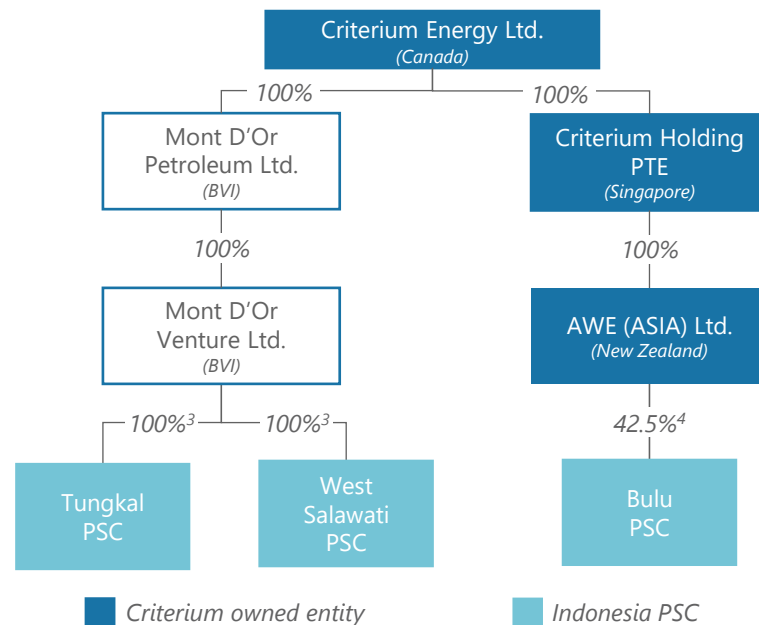 Criterium Energy Ltd.
(Canada)
100%
100%
Mont D'Or
Petroleum Ltd.
(BVI)
Criterium Holding
PTE
(Singapore)
100%
100%
Mont D'Or
Venture Ltd.
(BVI)
AWE (ASIA) Ltd.
(New Zealand)
100%³
100%³
42.5%⁴
Tungkal
PSC
West
Salawati
PSC
Bulu
PSC
Criterium owned entity
Indonesia PSC